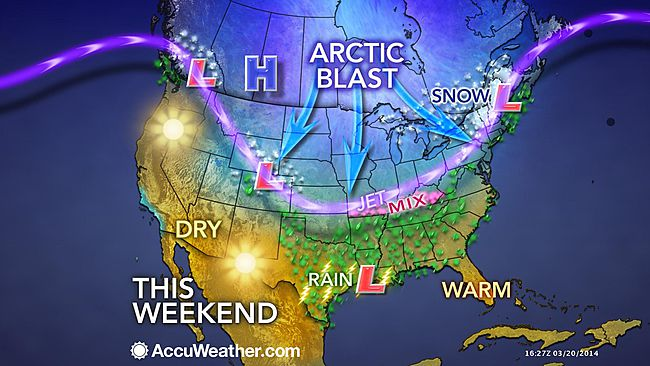 ARCTIC
BLAST
L
H
SNOW
L
L
JET
MIX
DRY
RAIN
L
WARM
THIS
WEEKEND
AccuWeather.com
16:27Z 03/20/2014